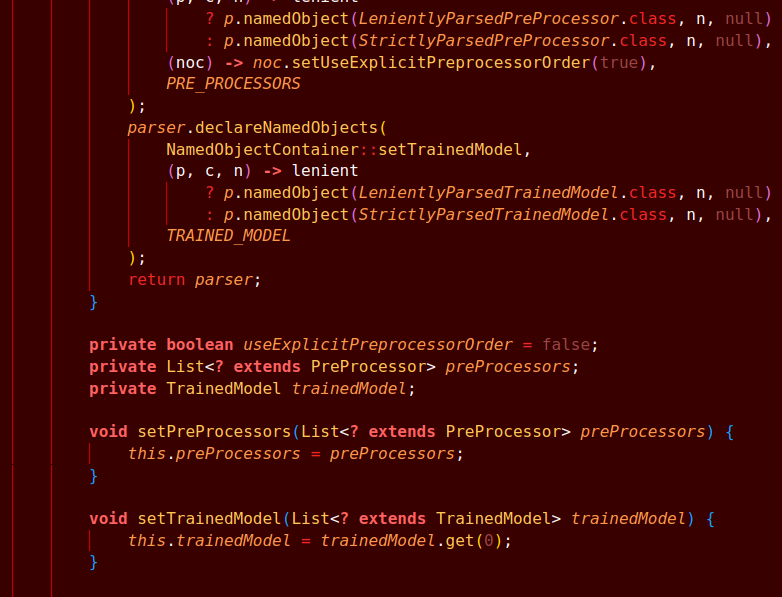 (p, c, n) -> lenient
? p.namedObject(LenientlyParsedPreProcessor.class, n, null)
: p.namedObject(StrictlyParsedPreProcessor.class, n, null),
(noc) -> noc.setUseExplicitPreprocessorOrder(true),
PRE_PROCESSORS
);
parser.declareNamedObjects(
NamedObjectContainer::setTrainedModel,
(p, c, n) -> lenient
? p.namedObject(LenientlyParsedTrainedModel.class, n, null)
: p.namedObject(StrictlyParsedTrainedModel.class, n, null),
TRAINED_MODEL
);
return parser;
}
private boolean useExplicitPreprocessorOrder = false;
private List<? extends PreProcessor> preProcessors;
private TrainedModel trainedModel;
void setPreProcessors(List<? extends PreProcessor> preProcessors) {
this.preProcessors = preProcessors;
}
void setTrainedModel(List<? extends TrainedModel> trainedModel) {
this.trainedModel = trainedModel.get(0);
}